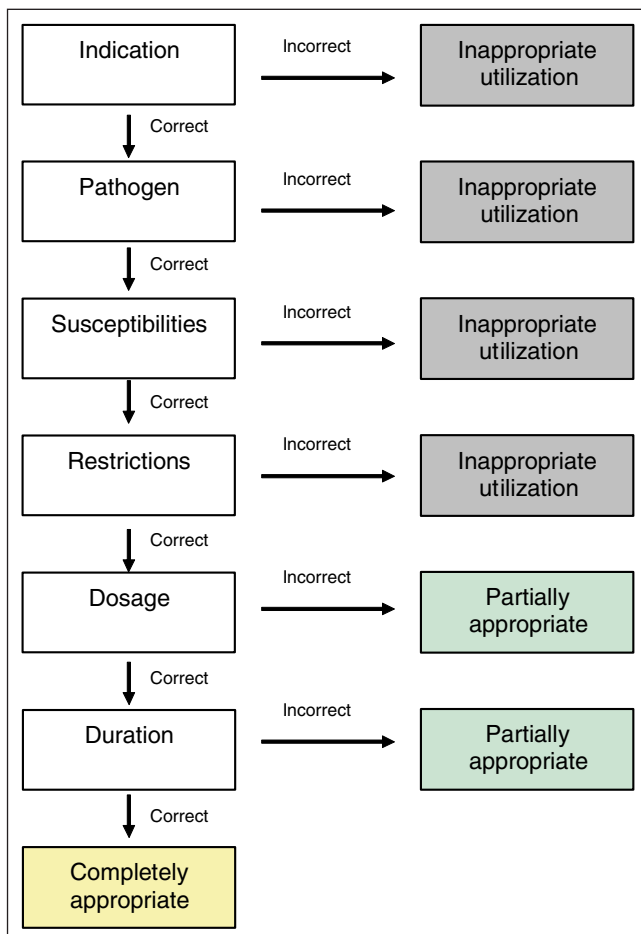 Indication
Incorrect
Inappropriate
utilization
Correct
Pathogen
Incorrect
Inappropriate
utilization
Correct
Susceptibilities
Incorrect
Inappropriate
utilization
Correct
Restrictions
Incorrect
Inappropriate
utilization
Correct
Dosage
Incorrect
Partially
appropriate
Correct
Duration
Incorrect
Partially
appropriate
Correct
Completely
appropriate